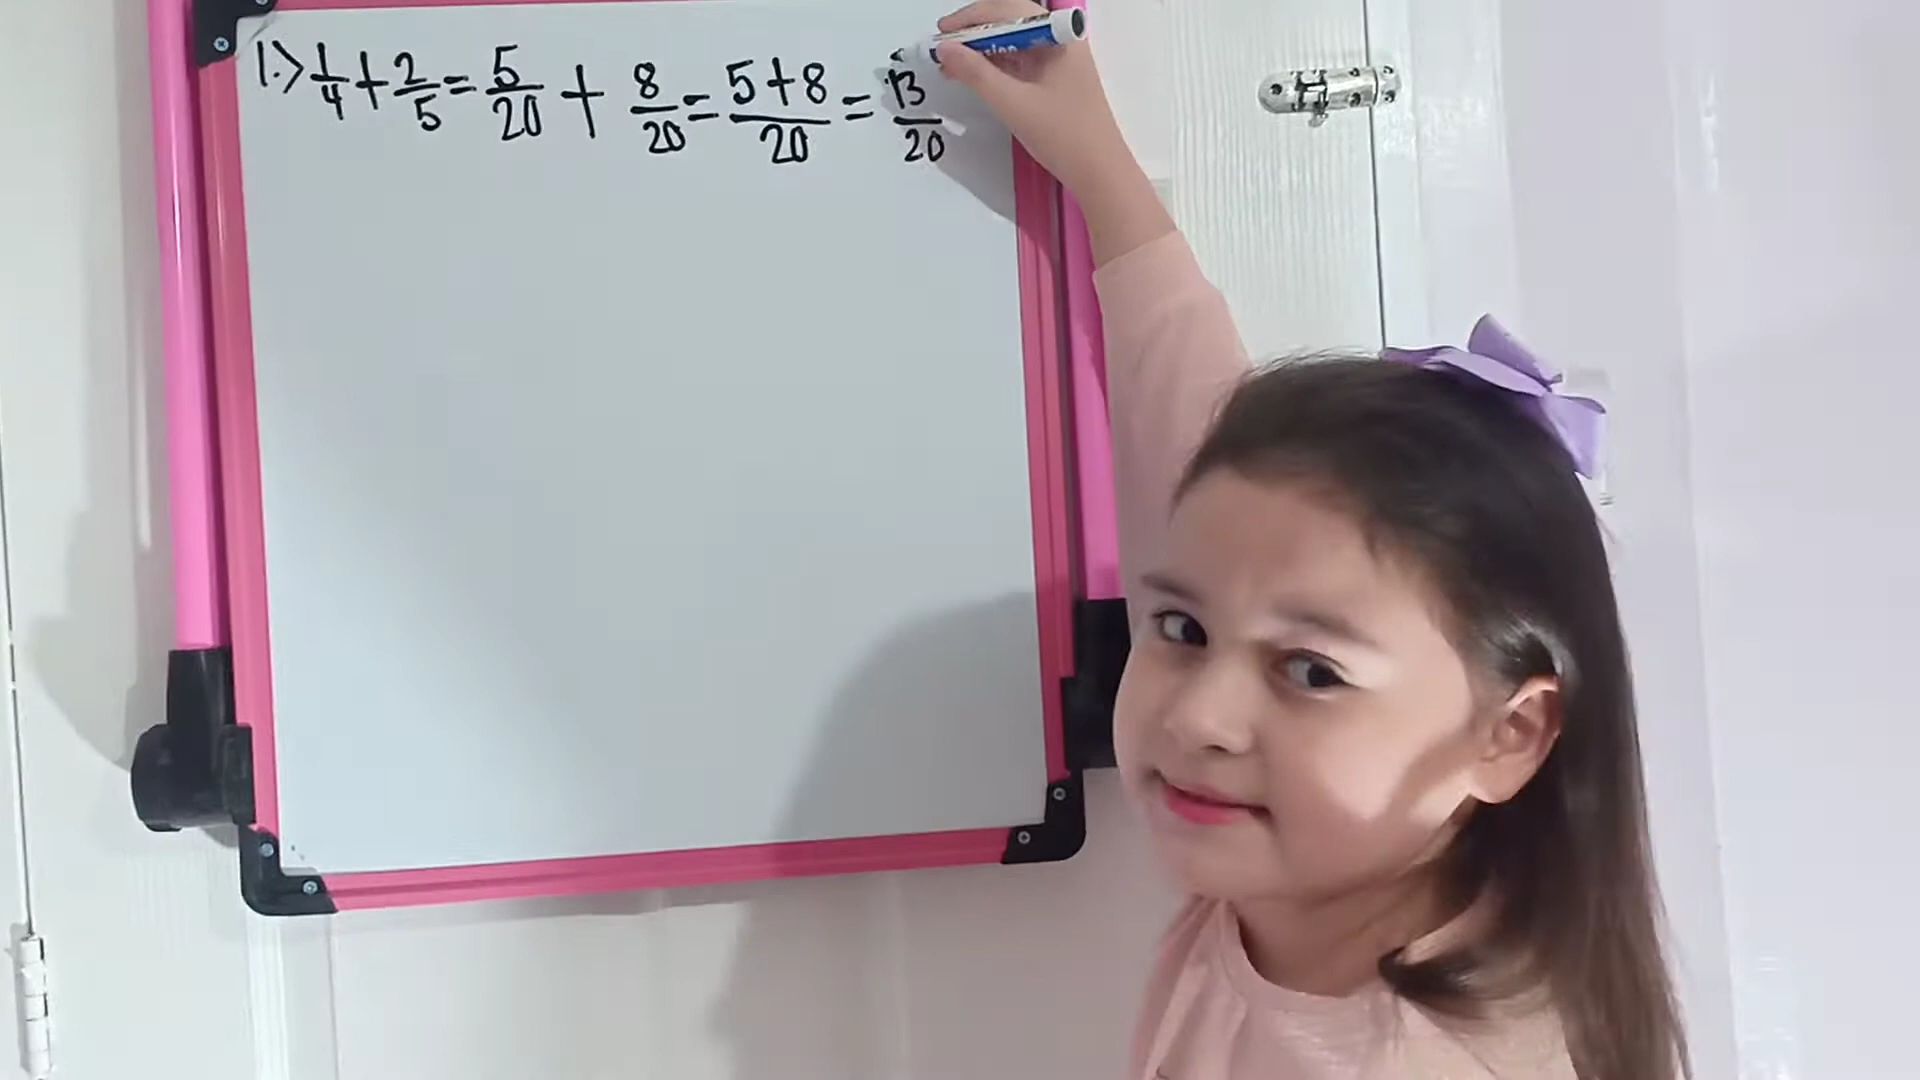 1.) 1/4 + 2/5 = 5/20 + 8/20 = 5+8/20 = 13/20